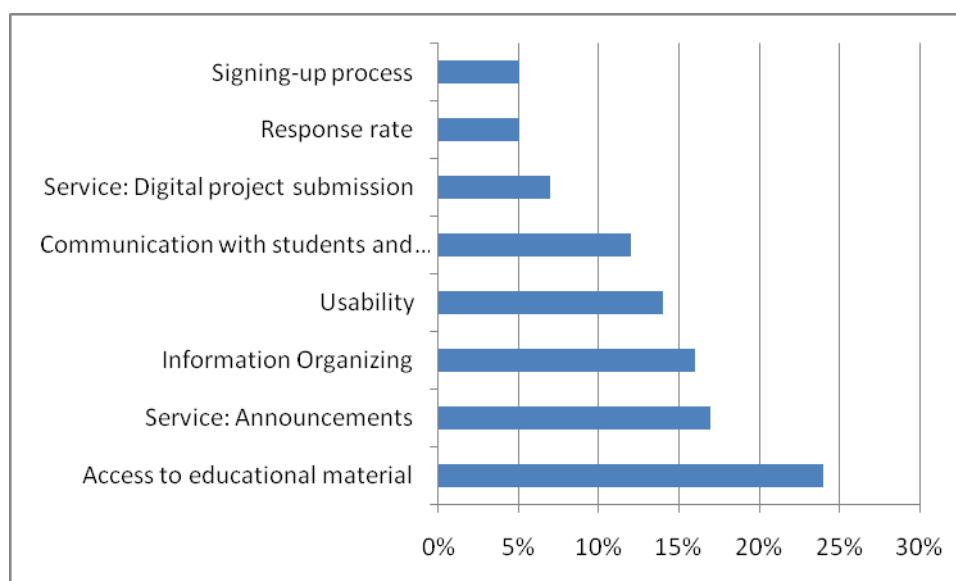 Signing-up process
Response rate
Service: Digital project submission
Communication with students and...
Usability
Information Organizing
Service: Announcements
Access to educational material
0% 5% 10% 15% 20% 25% 30%